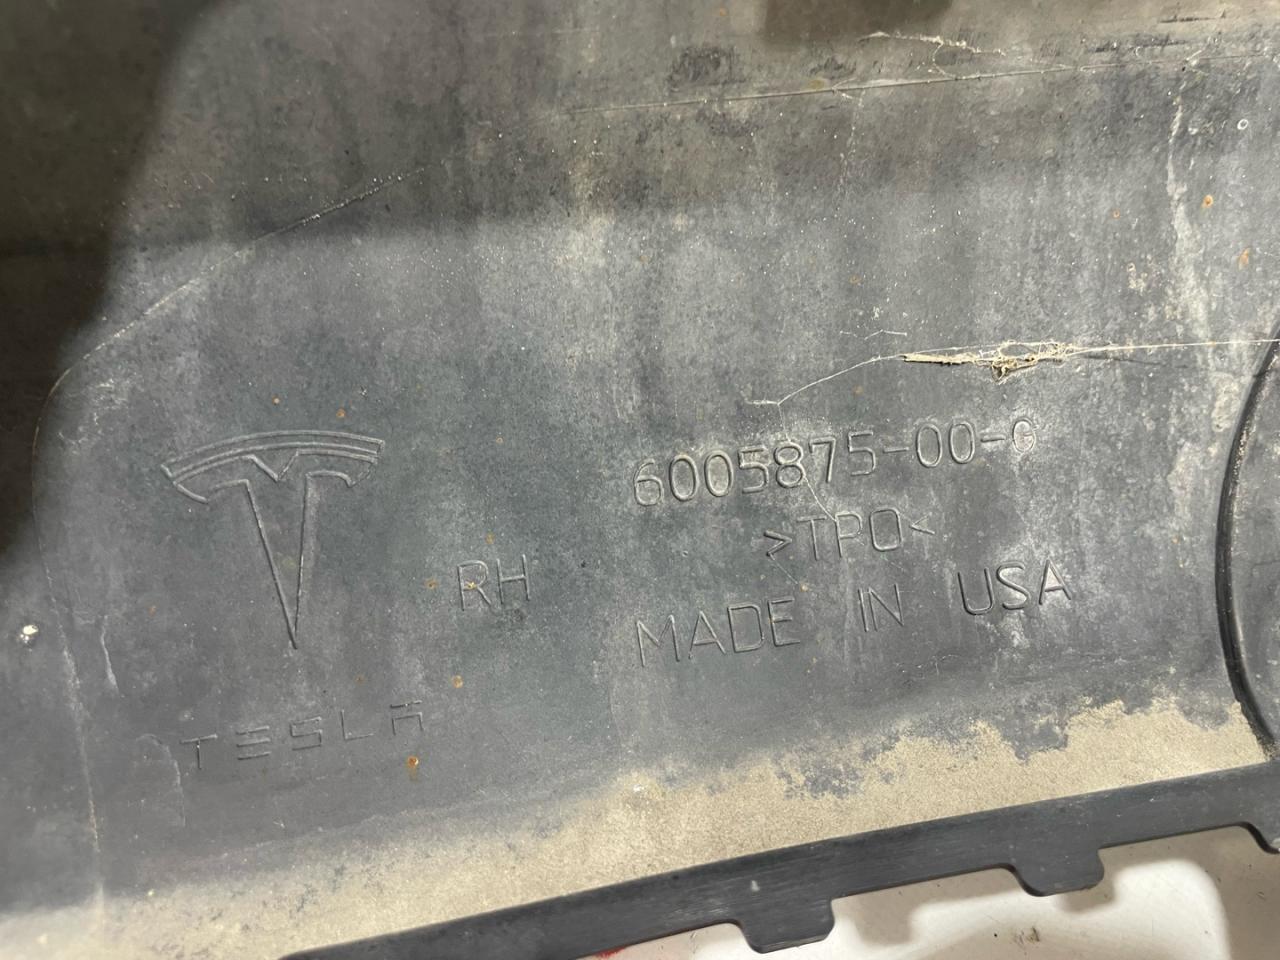 6005875-00-G
>TPO<
RH
MADE IN USA
TESLA